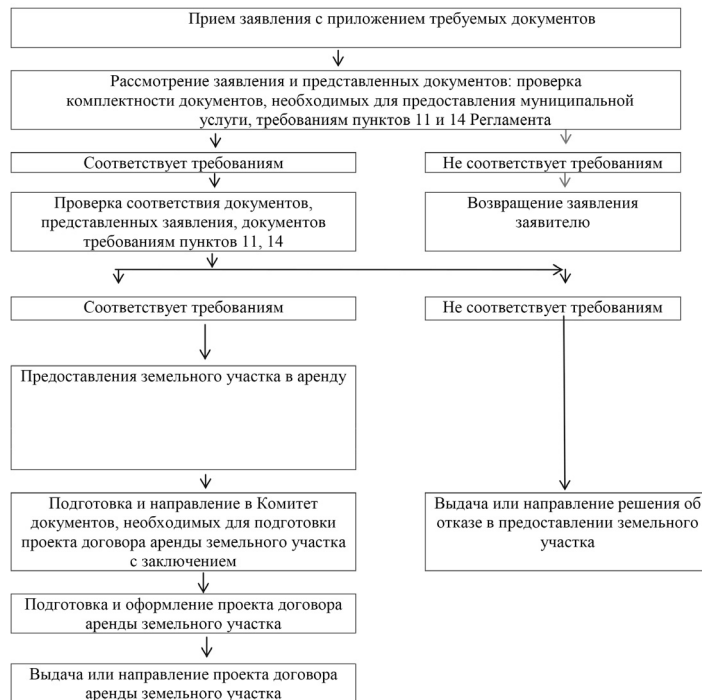 Прием заявления с приложением требуемых документов
Рассмотрение заявления и представленных документов: проверка
комплектности документов, необходимых для предоставления муниципальной
услуги, требованиям пунктов 11 и 14 Регламента
Соответствует требованиям
Не соответствует требованиям
Проверка соответствия документов,
представленных заявления, документов
требованиям пунктов 11, 14
Возвращение заявления
заявителю
Соответствует требованиям
Не соответствует требованиям
Предоставления земельного участка в аренду
Подготовка и направление в Комитет
документов, необходимых для подготовки
проекта договора аренды земельного участка
с заключением
Выдача или направление решения об
отказе в предоставлении земельного
участка
Подготовка и оформление проекта договора
аренды земельного участка
Выдача или направление проекта договора
аренды земельного участка